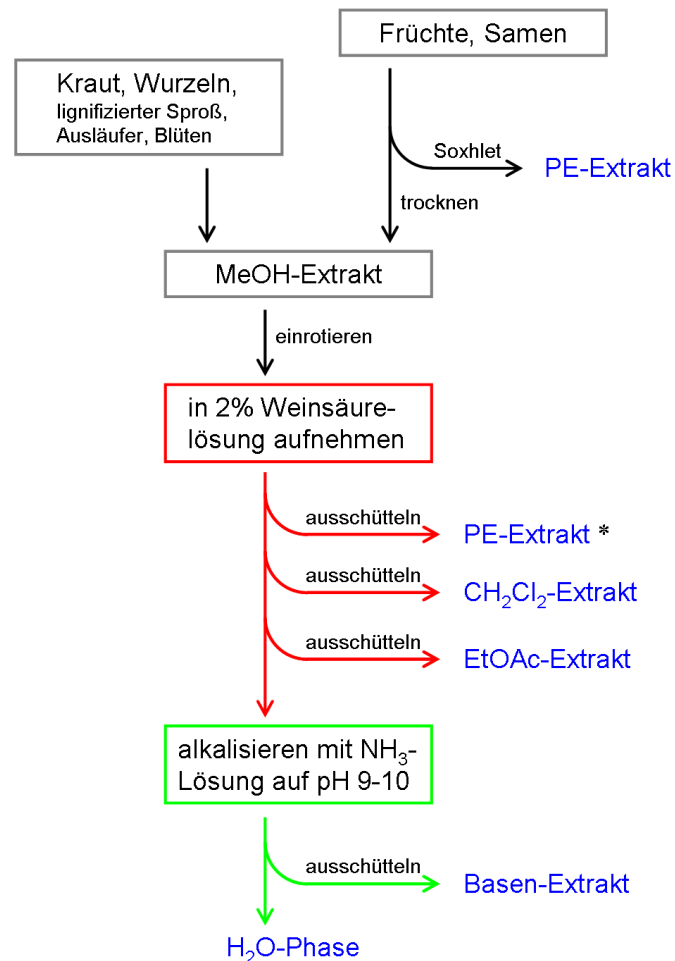 Früchte, Samen
Kraut, Wurzeln,
lignifizierter Sproß,
Ausläufer, Blüten
Soxhlet
PE-Extrakt
trocknen
MeOH-Extrakt
einrotieren
in 2% Weinsäure-
lösung aufnehmen
ausschütteln
PE-Extrakt *
ausschütteln
CH₂Cl₂-Extrakt
ausschütteln
EtOAc-Extrakt
alkalisieren mit NH₃-
Lösung auf pH 9-10
ausschütteln
Basen-Extrakt
H₂O-Phase